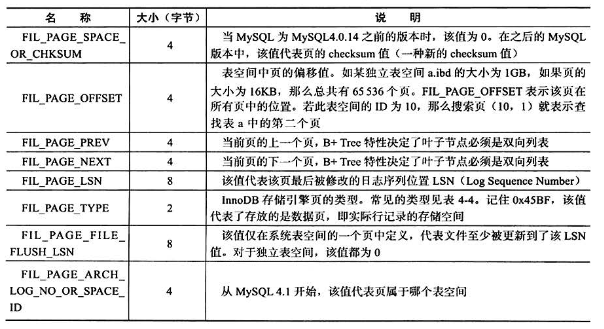 名 称 大小（字节） 说 明
FIL_PAGE_SPACE_
OR_CHKSUM
4
当 MySQL 为 MySQL4.0.14 之前的版本时，该值为 0。在之后的 MySQL
版本中，该值代表页的 checksum 值（一种新的 checksum 值）
FIL_PAGE_OFFSET
4
表空间中页的偏移值。如某独立表空间 a.ibd 的大小为 1GB，如果页的
大小为 16KB，那么总共有 65 536 个页。FIL_PAGE_OFFSET 表示该页在
所有页中的位置。若此表空间的 ID 为 10，那么搜索页（10，1）就表示
查找表 a 中的第二个页
FIL_PAGE_PREV
4
当前页的上一个页，B+ Tree 特性决定了叶子节点必须是双向列表
FIL_PAGE_NEXT
4
当前页的下一个页，B+ Tree 特性决定了叶子节点必须是双向列表
FIL_PAGE_LSN
8
该值代表该页最后被修改的日志序列位置 LSN（Log Sequence Number）
FIL_PAGE_TYPE
2
InnoDB 存储引擎页的类型。常见的类型见表 4-4。记住 0x45BF，该值
代表了存放的是数据页，即实际行记录的存储空间
FIL_PAGE_FILE_
FLUSH_LSN
8
该值仅在系统表空间的一个页中定义，代表文件至少被更新到了该 LSN
值。对于独立表空间，该值都为 0
FIL_PAGE_ARCH_
LOG_NO_OR_SPACE_
ID
4
从 MySQL 4.1 开始，该值代表页属于哪个表空间